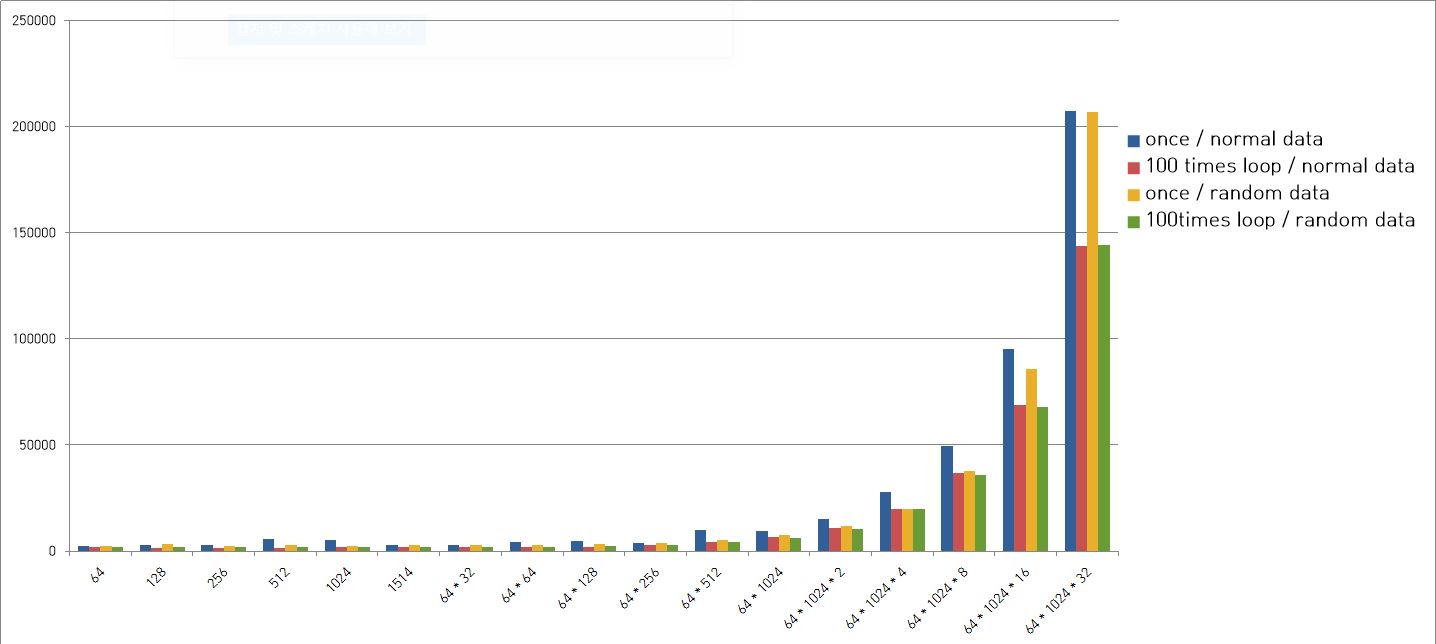 250000
200000
150000
100000
50000
0
once / normal data
100 times loop / normal data
once / random data
100times loop / random data
64
128
256
512
1024
1514
64 * 32
64 * 64
64 * 128
64 * 256
64 * 512
64 * 1024
64 * 1024 * 2
64 * 1024 * 4
64 * 1024 * 8
64 * 1024 * 16
64 * 1024 * 32